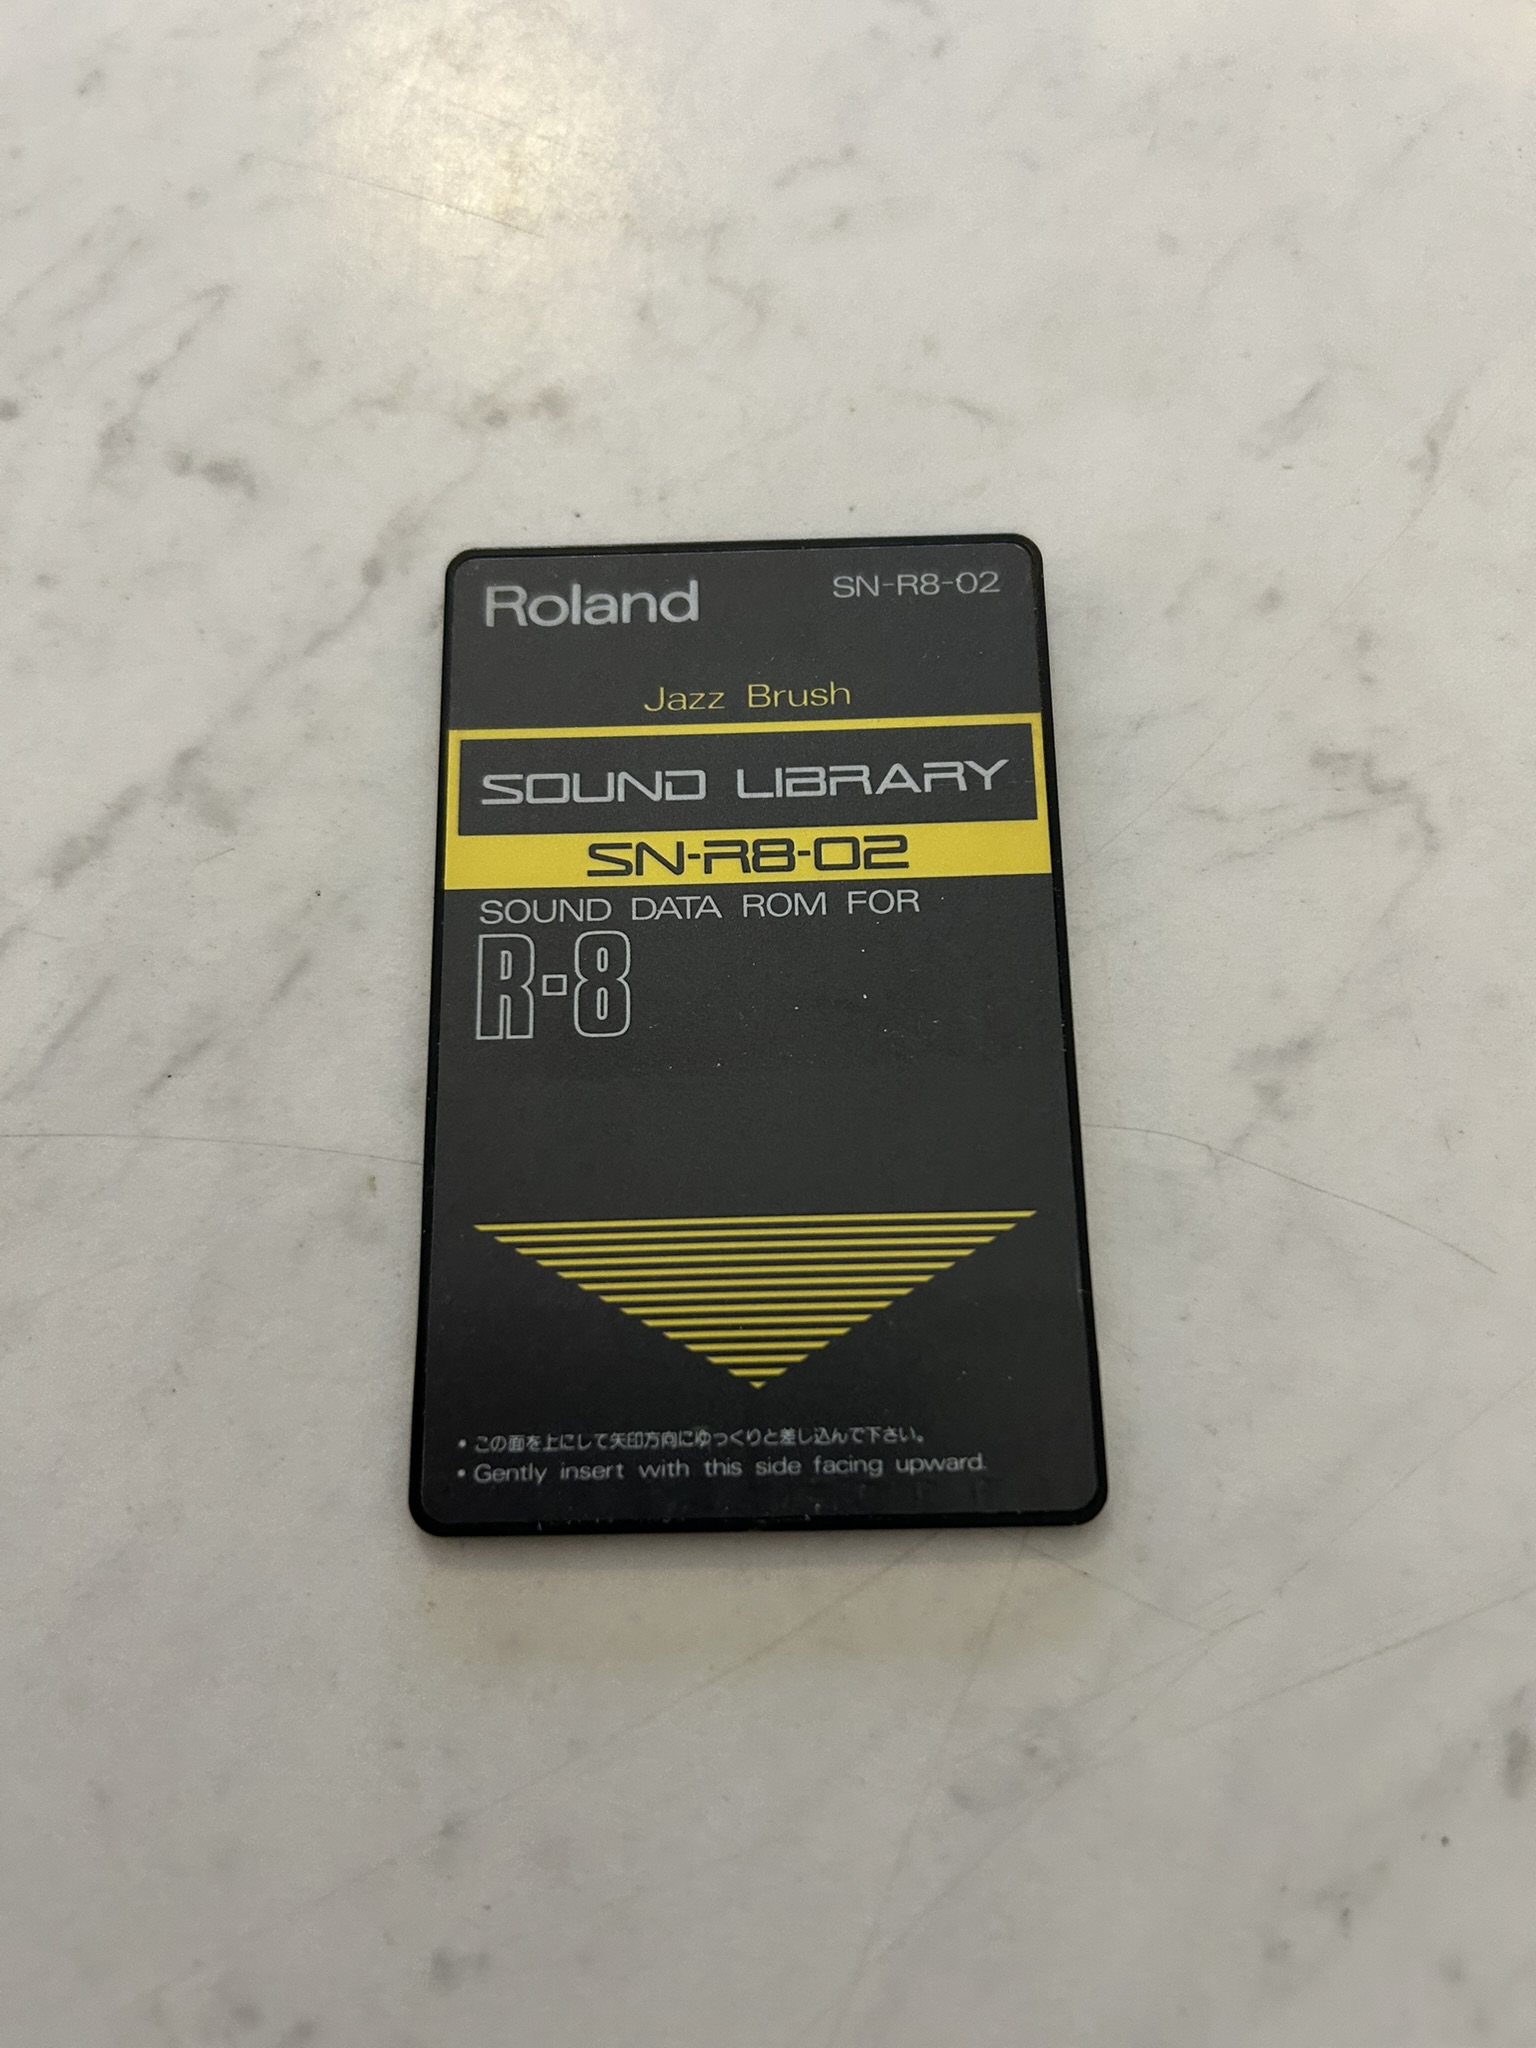 Roland SN-R8-02
Jazz Brush
SOUND LIBRARY
SN-R8-02
SOUND DATA ROM FOR
R-8
• この面を上にして矢印方向にゆっくりと差し込んで下さい。
• Gently insert with this side facing upward.